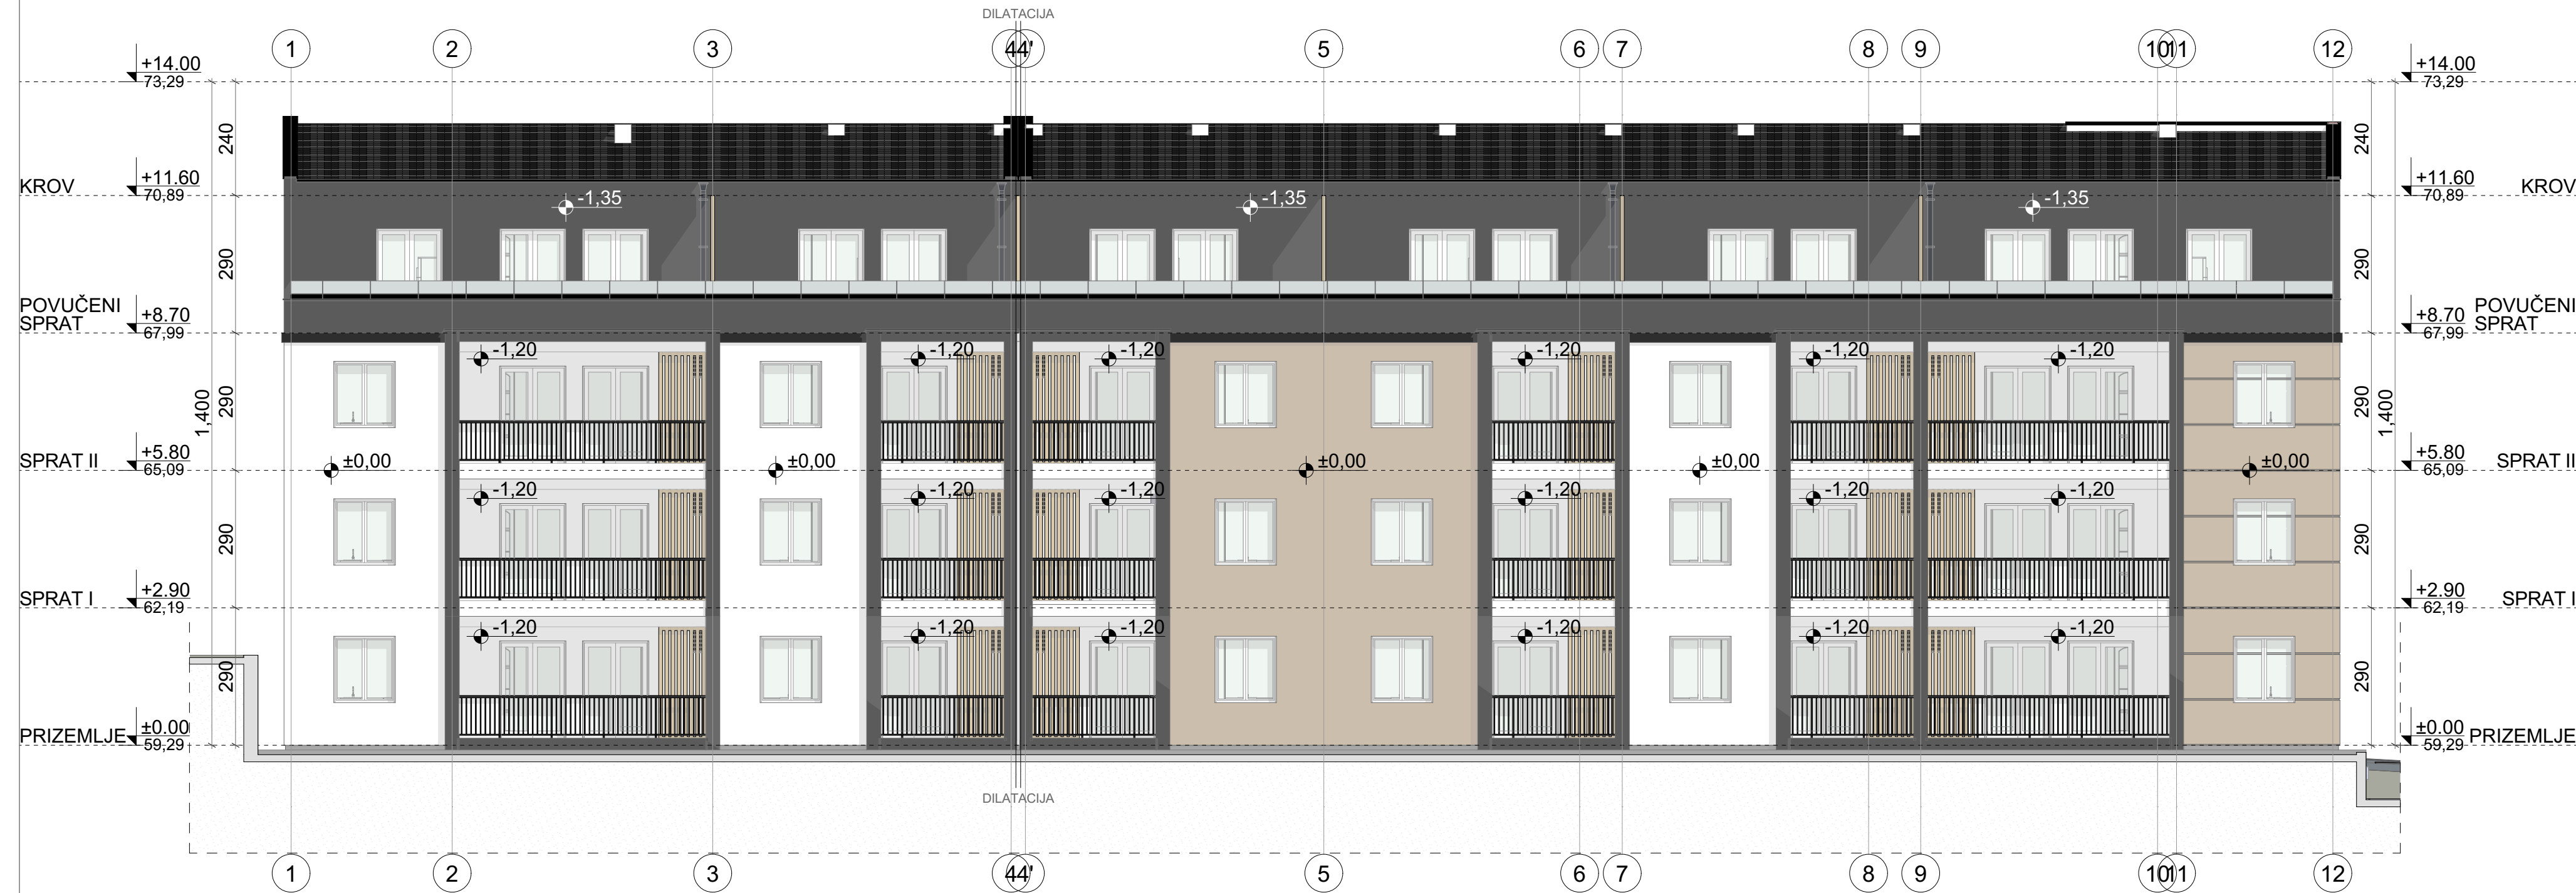 DILATACIJA
1 2 3 4 4' 5 6 7 8 9 10 11 12
+14.00 +14.00
73,29 73,29
240 240
KROV +11.60 +11.60 KROV
70,89 70,89
-1,35 -1,35 -1,35
290 290
POVUČENI
SPRAT
+8.70 +8.70
67,99 67,99
POVUČENI
SPRAT
-1,20 -1,20 -1,20 -1,20 -1,20 -1,20
1,400 290 290 1,400
SPRAT II +5.80 +5.80 SPRAT II
65,09 65,09
±0,00 ±0,00 ±0,00 ±0,00 ±0,00
-1,20 -1,20 -1,20 -1,20 -1,20 -1,20
290 290
SPRAT I +2.90 +2.90 SPRAT I
62,19 62,19
-1,20 -1,20 -1,20 -1,20 -1,20 -1,20
290 290
PRIZEMLJE ±0.00 ±0.00 PRIZEMLJE
59,29 59,29
DILATACIJA
1 2 3 4 4' 5 6 7 8 9 10 11 12